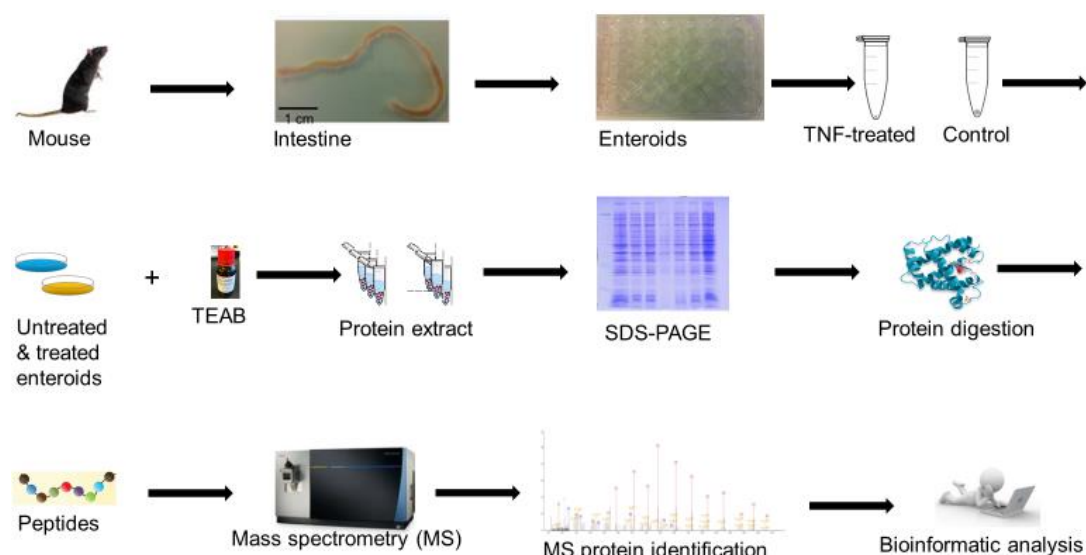 1 cm
Mouse
Intestine
Enteroids
TNF-treated
Control
+
TEAB
Protein extract
SDS-PAGE
Protein digestion
Untreated
& treated
enteroids
Peptides
Mass spectrometry (MS)
MS protein identification
Bioinformatic analysis